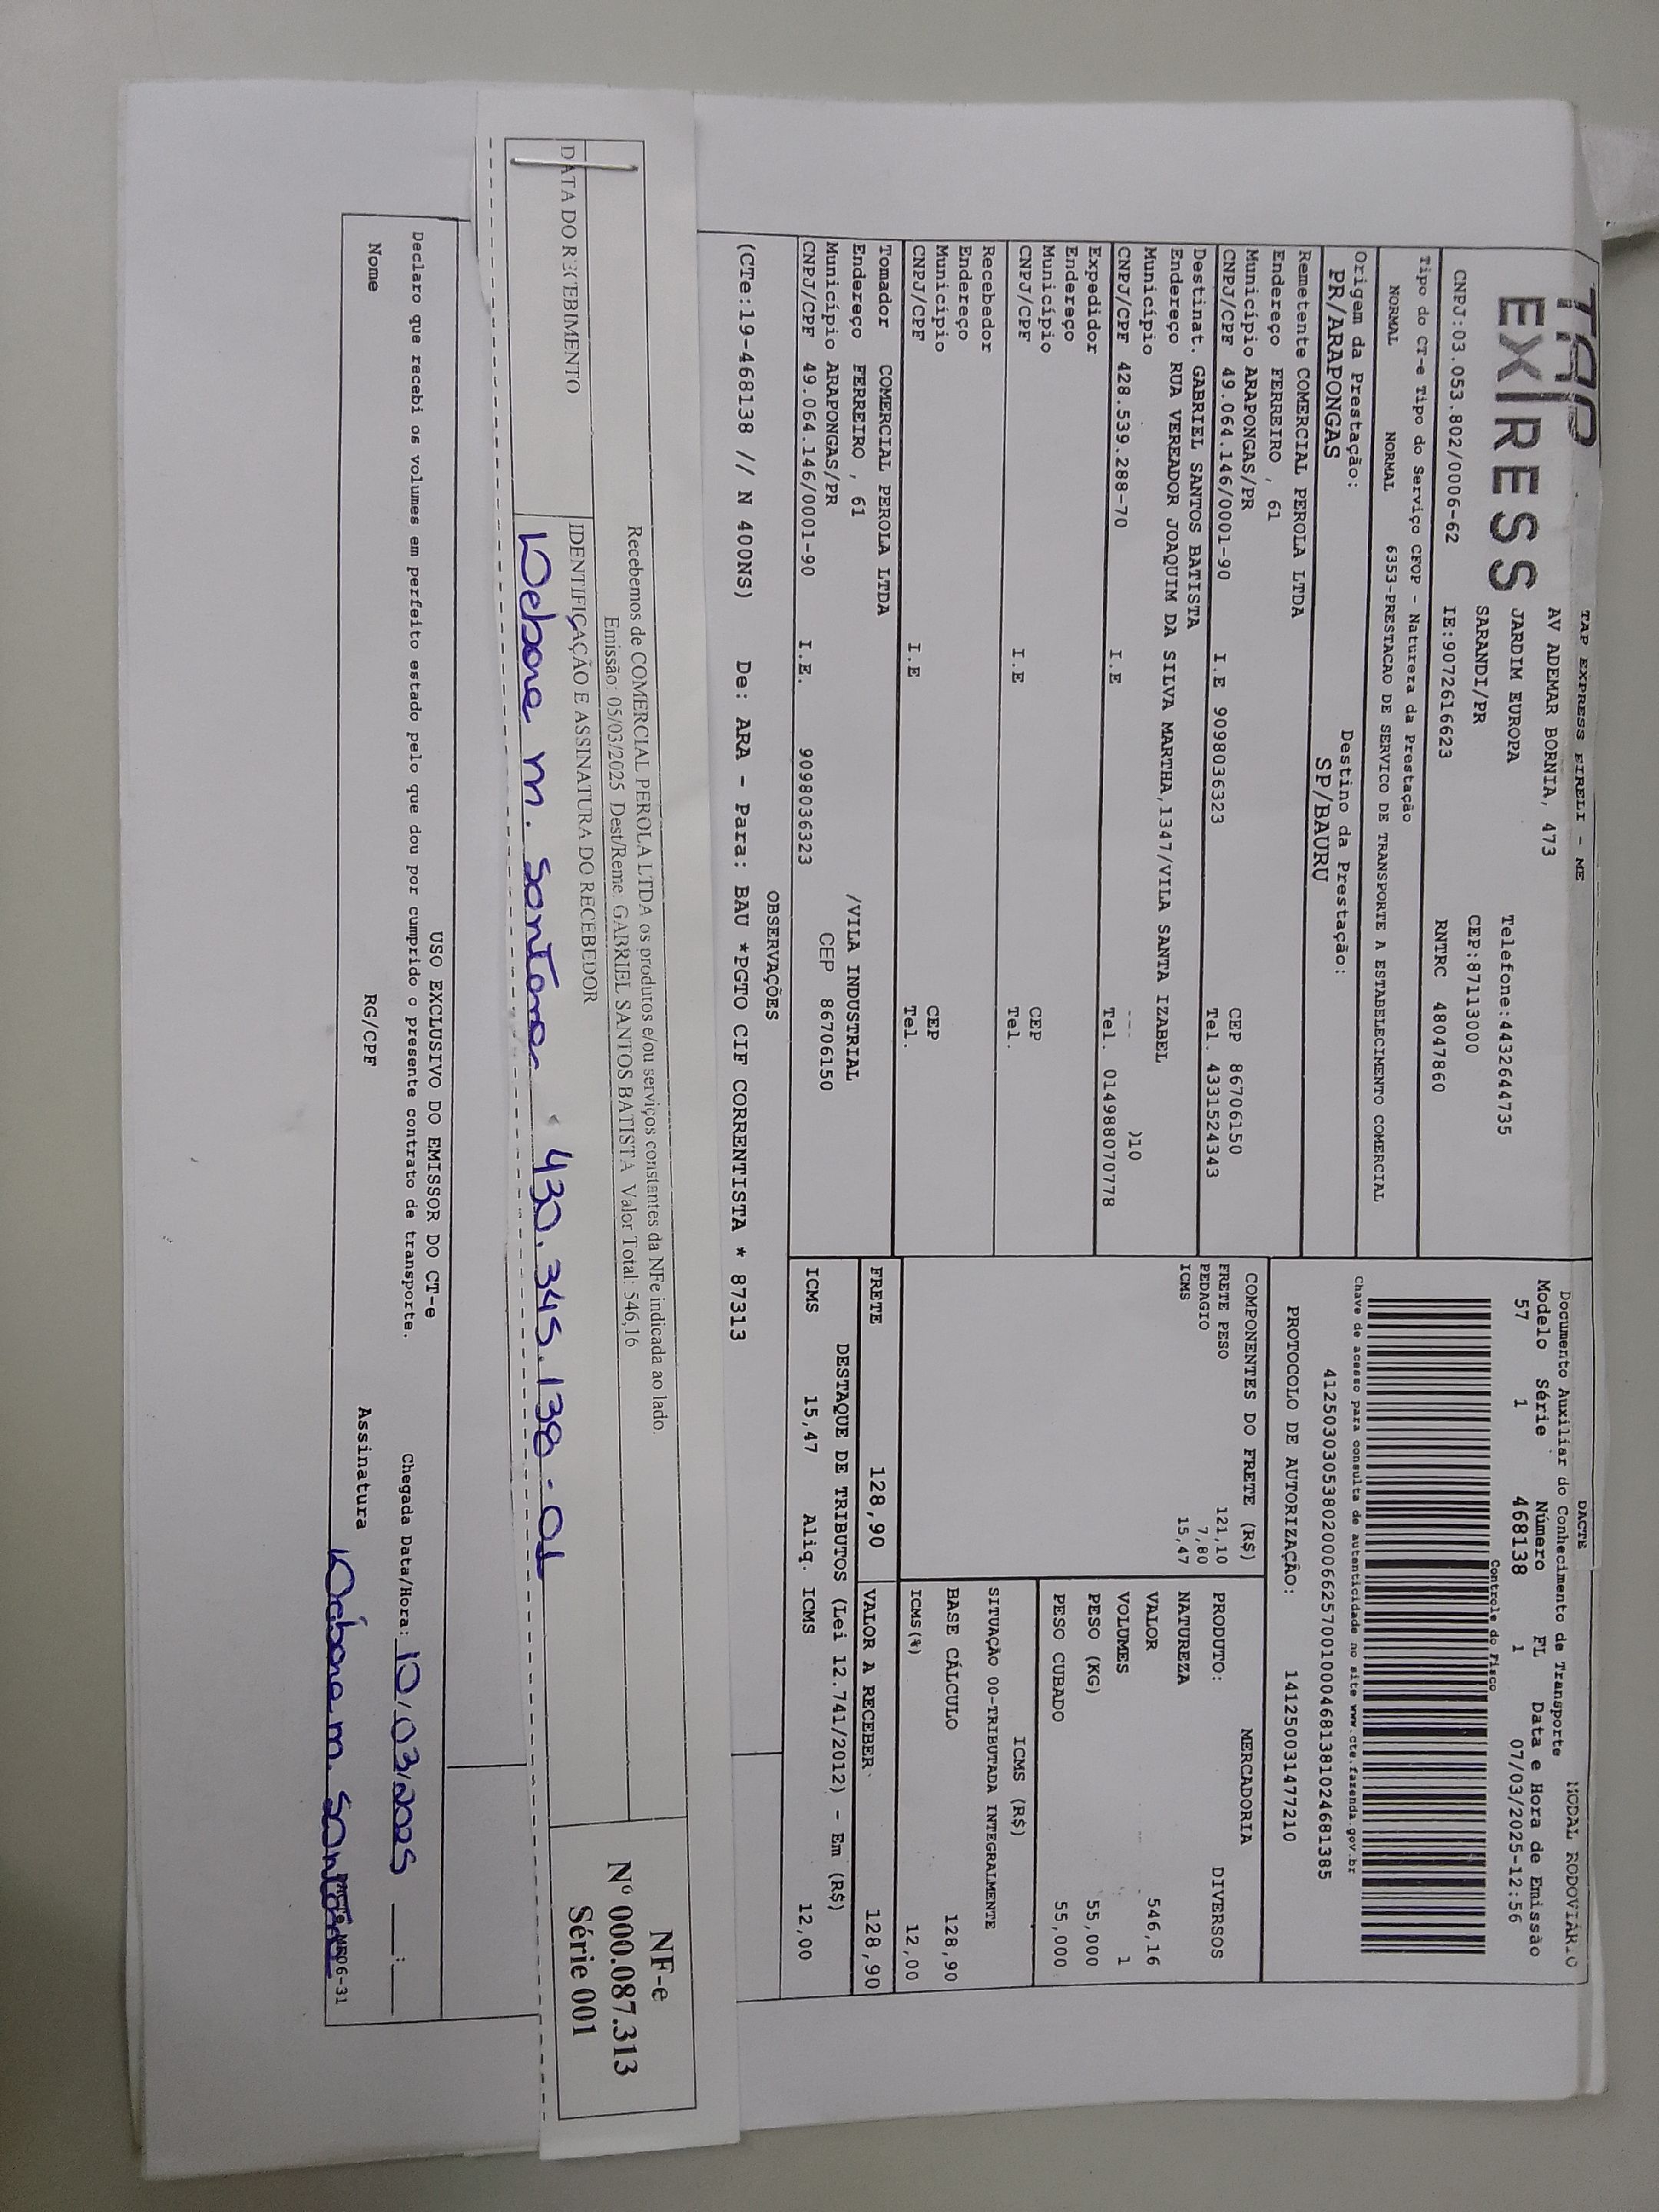 TAP
EXPRESS
TAP EXPRESS EIRELI - ME
AV ADEMAR BORNIA, 473
JARDIM EUROPA Telefone:4432644735
SARANDI/PR CEP:87113000
CNPJ:03.053.802/0006-62 IE:9072616623 RNTRC 48047860
Tipo do CT-e Tipo do Serviço CFOP - Natureza da Prestação
NORMAL NORMAL 6353-PRESTACAO DE SERVICO DE TRANSPORTE A ESTABELECIMENTO COMERCIAL
Origem da Prestação: Destino da Prestação:
PR/ARAPONGAS SP/BAURU
Remetente COMERCIAL PEROLA LTDA
Endereço FERREIRO , 61
Município ARAPONGAS/PR CEP 86706150
CNPJ/CPF 49.064.146/0001-90 I.E 9098036323 Tel. 4331524343
Destinat. GABRIEL SANTOS BATISTA
Endereço RUA VEREADOR JOAQUIM DA SILVA MARTHA,1347/VILA SANTA IZABEL
Município )10
CNPJ/CPF 428.539.288-70 I.E Tel. 014988070778
Expedidor
Endereço
Município CEP
CNPJ/CPF I.E Tel.
Recebedor
Endereço
Município CEP
CNPJ/CPF I.E Tel.
Tomador COMERCIAL PEROLA LTDA
Endereço FERREIRO , 61 /VILA INDUSTRIAL
Município ARAPONGAS/PR CEP 86706150
CNPJ/CPF 49.064.146/0001-90 I.E. 9098036323
DACTE MODAL RODOVIÁRIO
Documento Auxiliar do Conhecimento de Transporte
Modelo Série Número FL Data e Hora de Emissão
57 1 468138 1 07/03/2025-12:56
Controle do Fisco
Chave de acesso para consulta de autenticidade no site www.cte.fazenda.gov.br
41250303053802000662570010004681381024681385
PROTOCOLO DE AUTORIZAÇÃO: 141250031477210
COMPONENTES DO FRETE (R$)
FRETE PESO 121,10
PEDAGIO 7,80
ICMS 15,47
MERCADORIA
PRODUTO: DIVERSOS
NATUREZA
VALOR 546,16
VOLUMES 1
PESO (KG) 55,000
PESO CUBADO 55,000
ICMS (R$)
SITUAÇÃO 00-TRIBUTADA INTEGRALMENTE
BASE CÁLCULO 128,90
ICMS(%) 12,00
FRETE 128,90 VALOR A RECEBER 128,90
DESTAQUE DE TRIBUTOS (Lei 12.741/2012) - Em (R$)
ICMS 15,47 Aliq. ICMS 12,00
OBSERVAÇÕES
(CTe:19-468138 // N 400NS) De: ARA - Para: BAU *PGTO CIF CORRENTISTA * 87313
Recebemos de COMERCIAL PEROLA LTDA os produtos e/ou serviços constantes da NFe indicada ao lado.
Emissão: 05/03/2025 Dest/Reme: GABRIEL SANTOS BATISTA Valor Total: 546,16
DATA DO RECEBIMENTO IDENTIFICAÇÃO E ASSINATURA DO RECEBEDOR
Debora m. Santana 430.345.138-01
NF-e
Nº 000.087.313
Série 001
USO EXCLUSIVO DO EMISSOR DO CT-e
Declaro que recebi os volumes em perfeito estado pelo que dou por cumprido o presente contrato de transporte. Chegada Data/Hora: 10/03/2025 __:__
Nome RG/CPF Assinatura Debora m. Santana